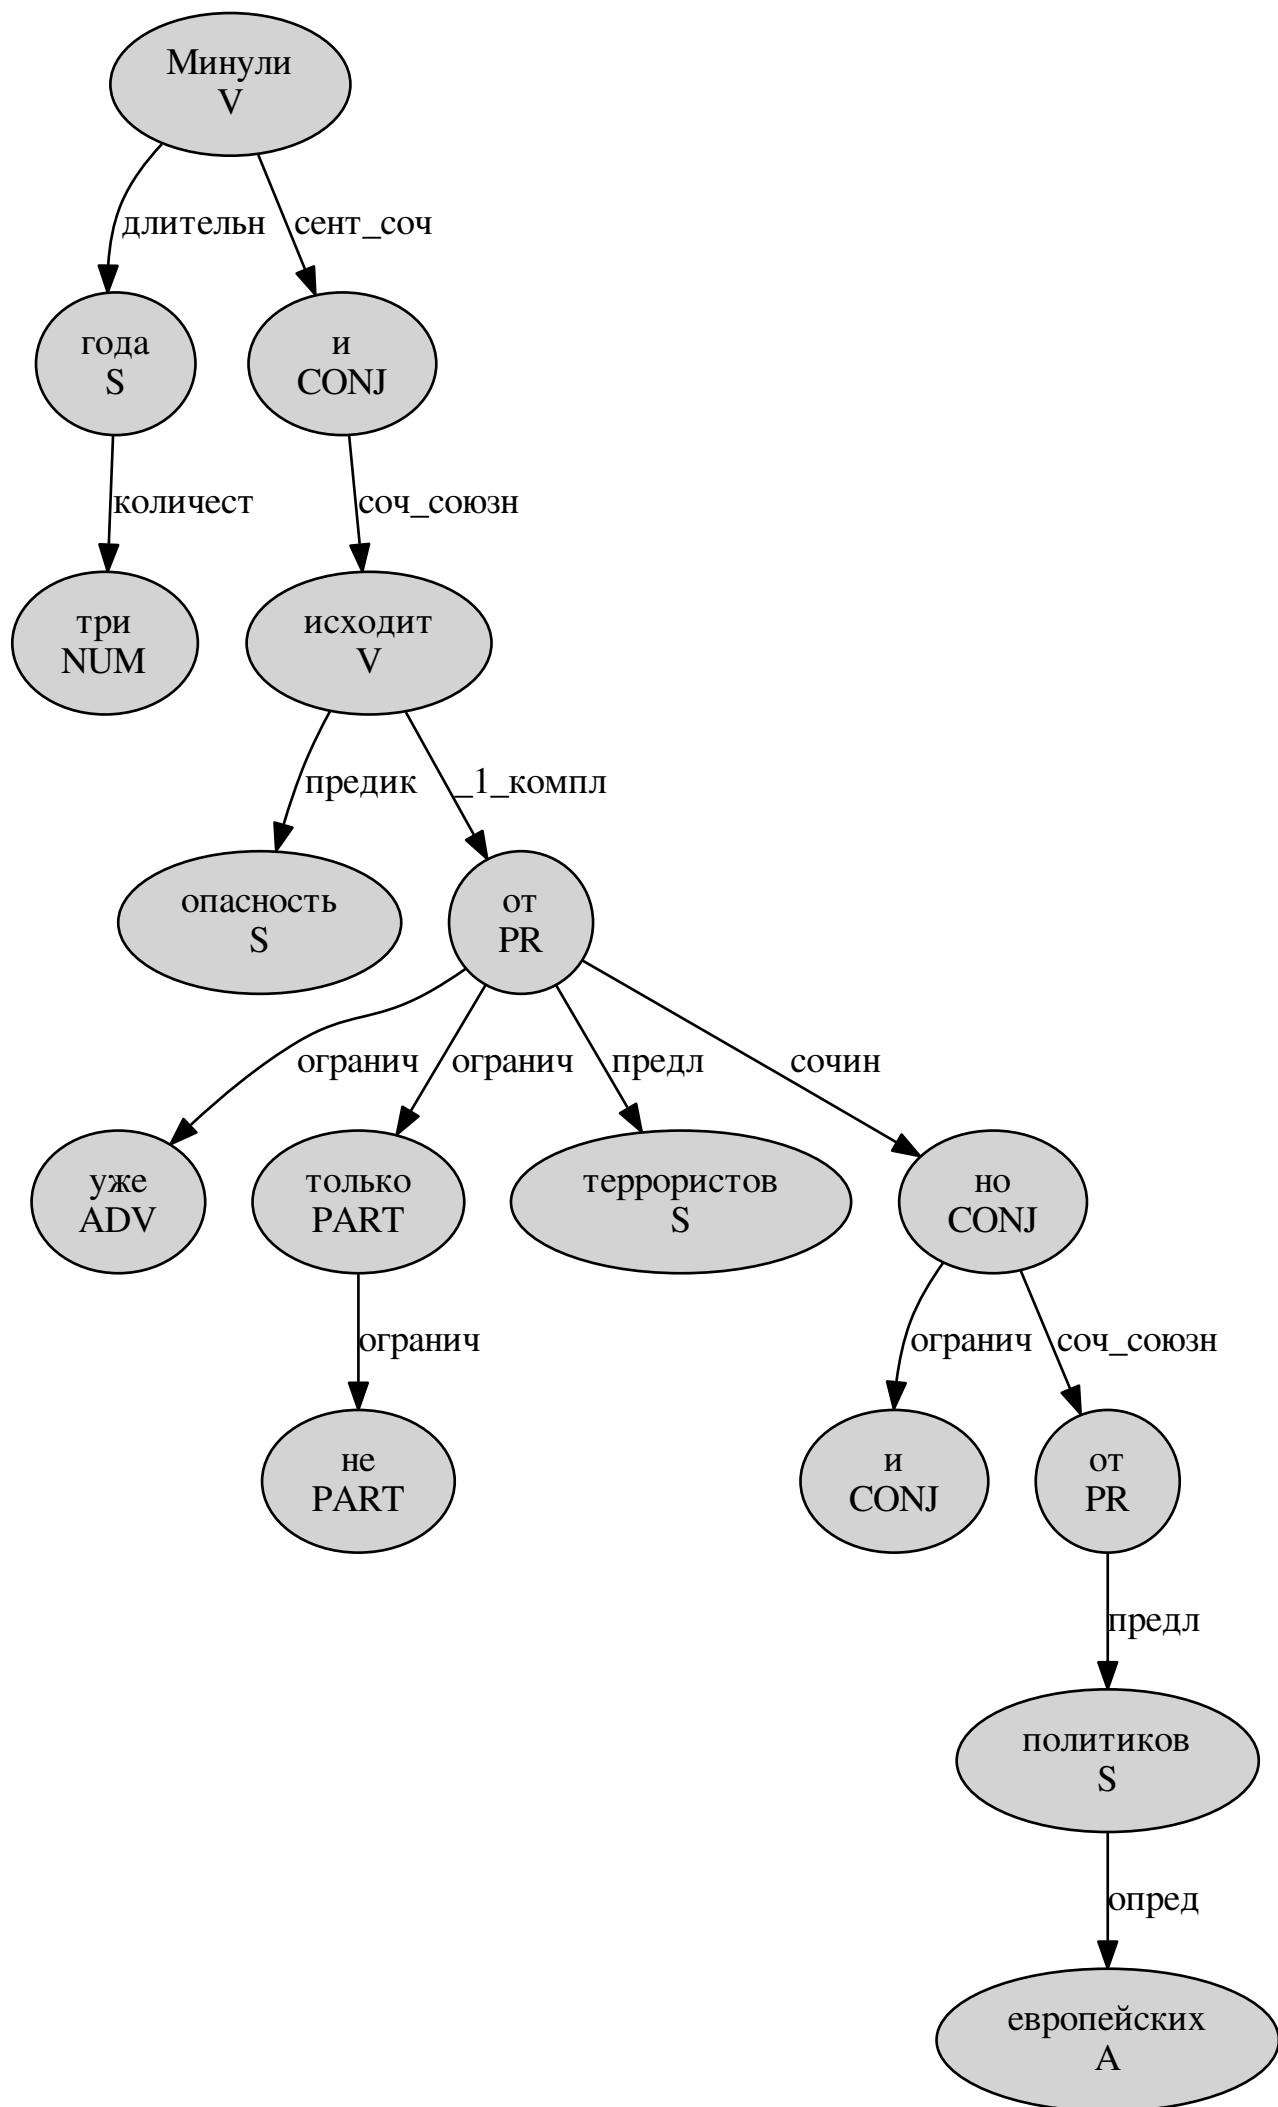 Минули
V
длительн
сент_соч
года
S
и
CONJ
количест
соч_союзн
три
NUM
исходит
V
предик
_1_компл
опасность
S
от
PR
огранич
огранич
предл
сочин
уже
ADV
только
PART
террористов
S
но
CONJ
огранич
огранич
соч_союзн
не
PART
и
CONJ
от
PR
предл
политиков
S
опред
европейских
A